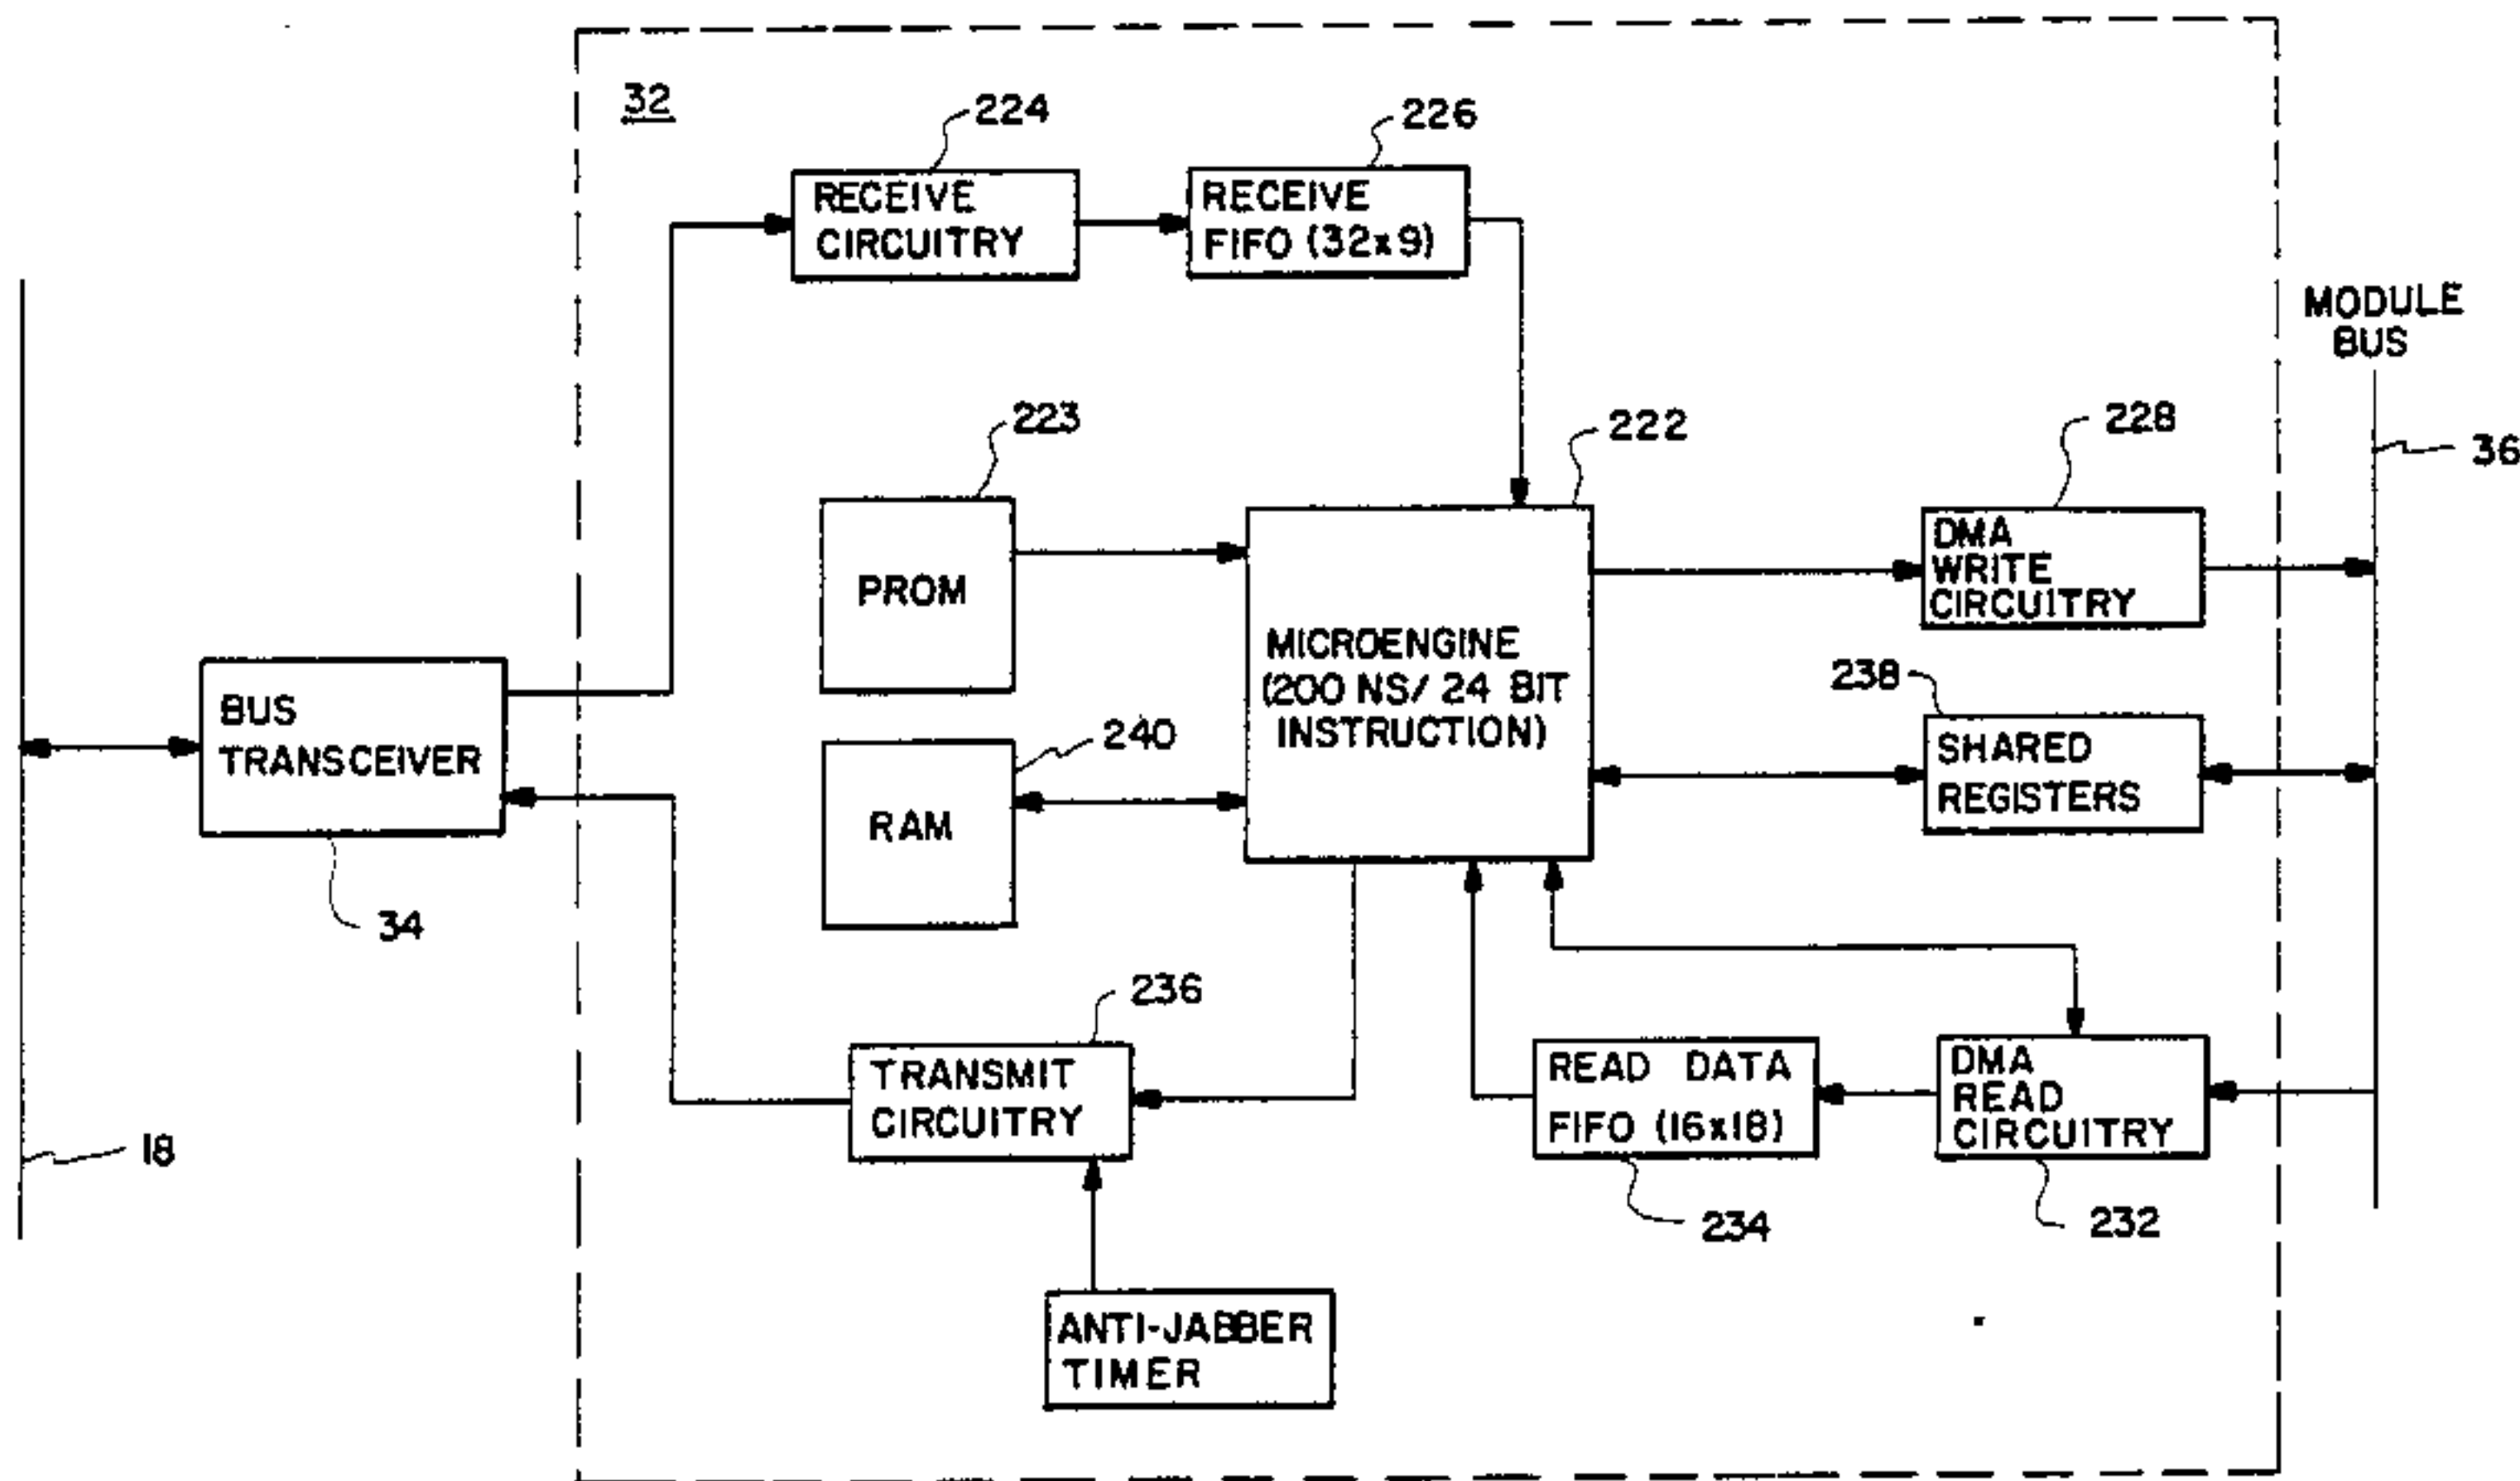 32
224
226
RECEIVE
CIRCUITRY
RECEIVE
FIFO (32x9)
MODULE
BUS
223
222
228
36
PROM
DMA
WRITE
CIRCUITRY
MICROENGINE
(200 NS/ 24 BIT
INSTRUCTION)
238
BUS
TRANSCEIVER
240
SHARED
REGISTERS
RAM
34
236
TRANSMIT
CIRCUITRY
READ DATA
FIFO (16x18)
DMA
READ
CIRCUITRY
18
234
232
ANTI-JABBER
TIMER